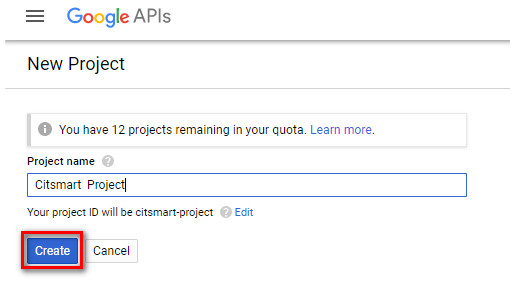 Google APIs
New Project
You have 12 projects remaining in your quota. Learn more.
Project name
Citsmart Project
Your project ID will be citsmart-project Edit
Create Cancel